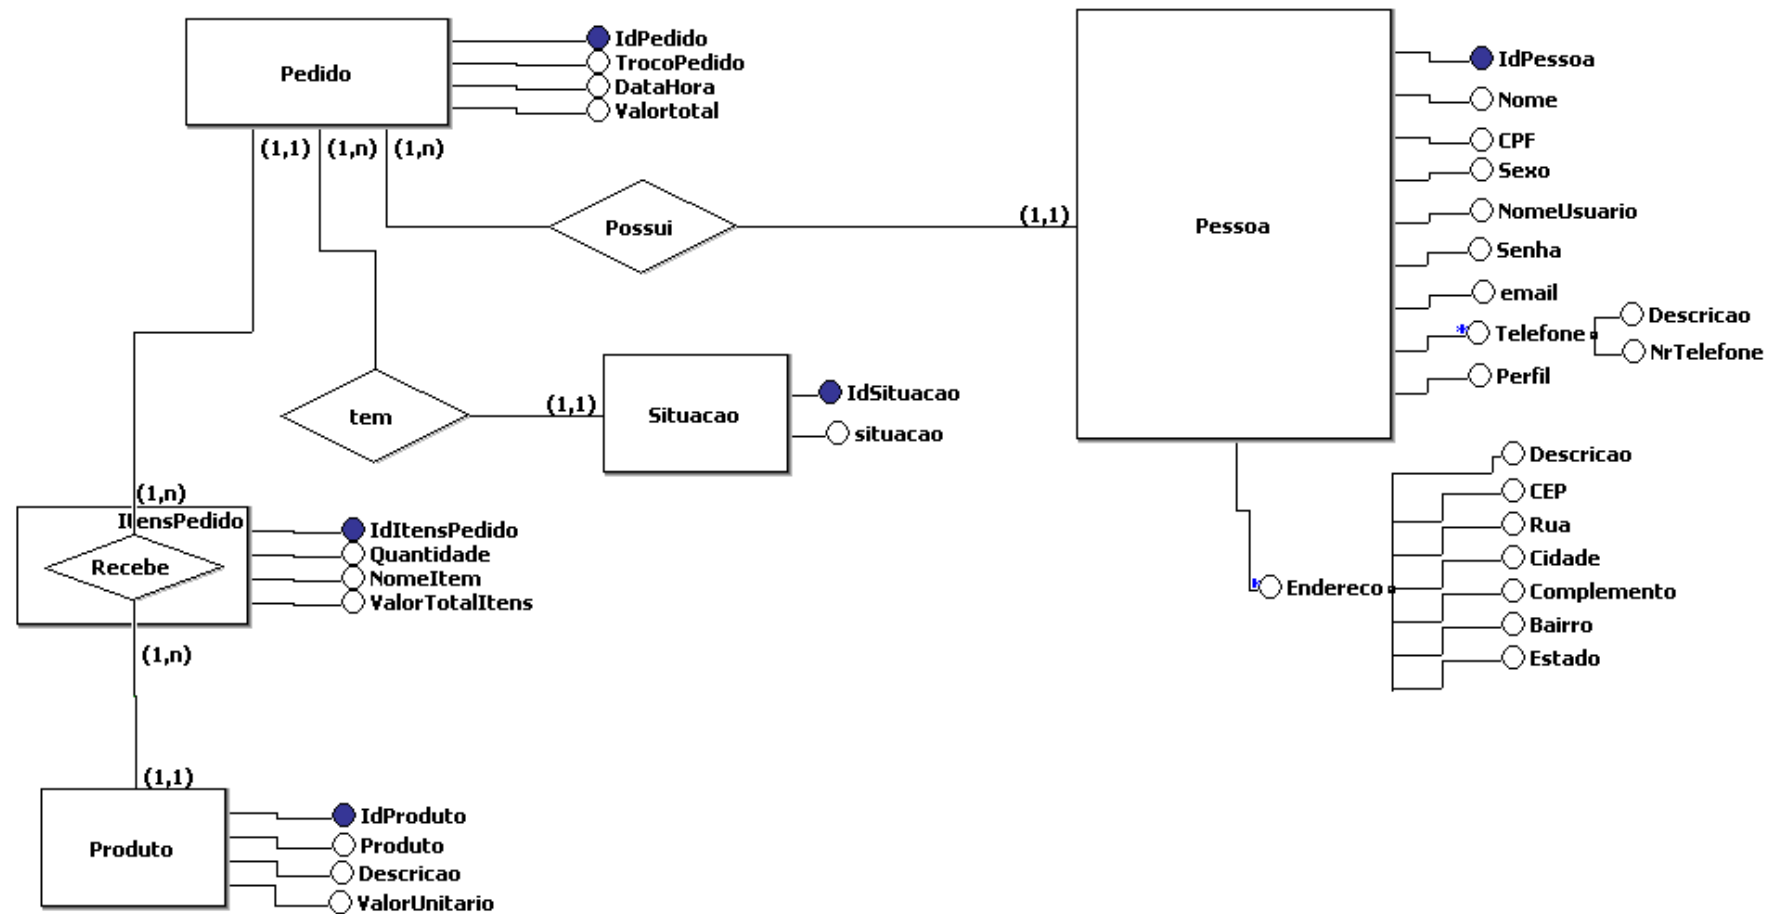 Pedido
IdPedido
TrocoPedido
DataHora
Valortotal
(1,1) (1,n) (1,n)
Possui
(1,1)
Pessoa
IdPessoa
Nome
CPF
Sexo
NomeUsuario
Senha
email
* Telefone
Descricao
NrTelefone
Perfil
tem
(1,1)
Situacao
IdSituacao
situacao
* Endereco
Descricao
CEP
Rua
Cidade
Complemento
Bairro
Estado
(1,n)
ItensPedido
Recebe
IdItensPedido
Quantidade
NomeItem
ValorTotalItens
(1,n)
(1,1)
Produto
IdProduto
Produto
Descricao
ValorUnitario